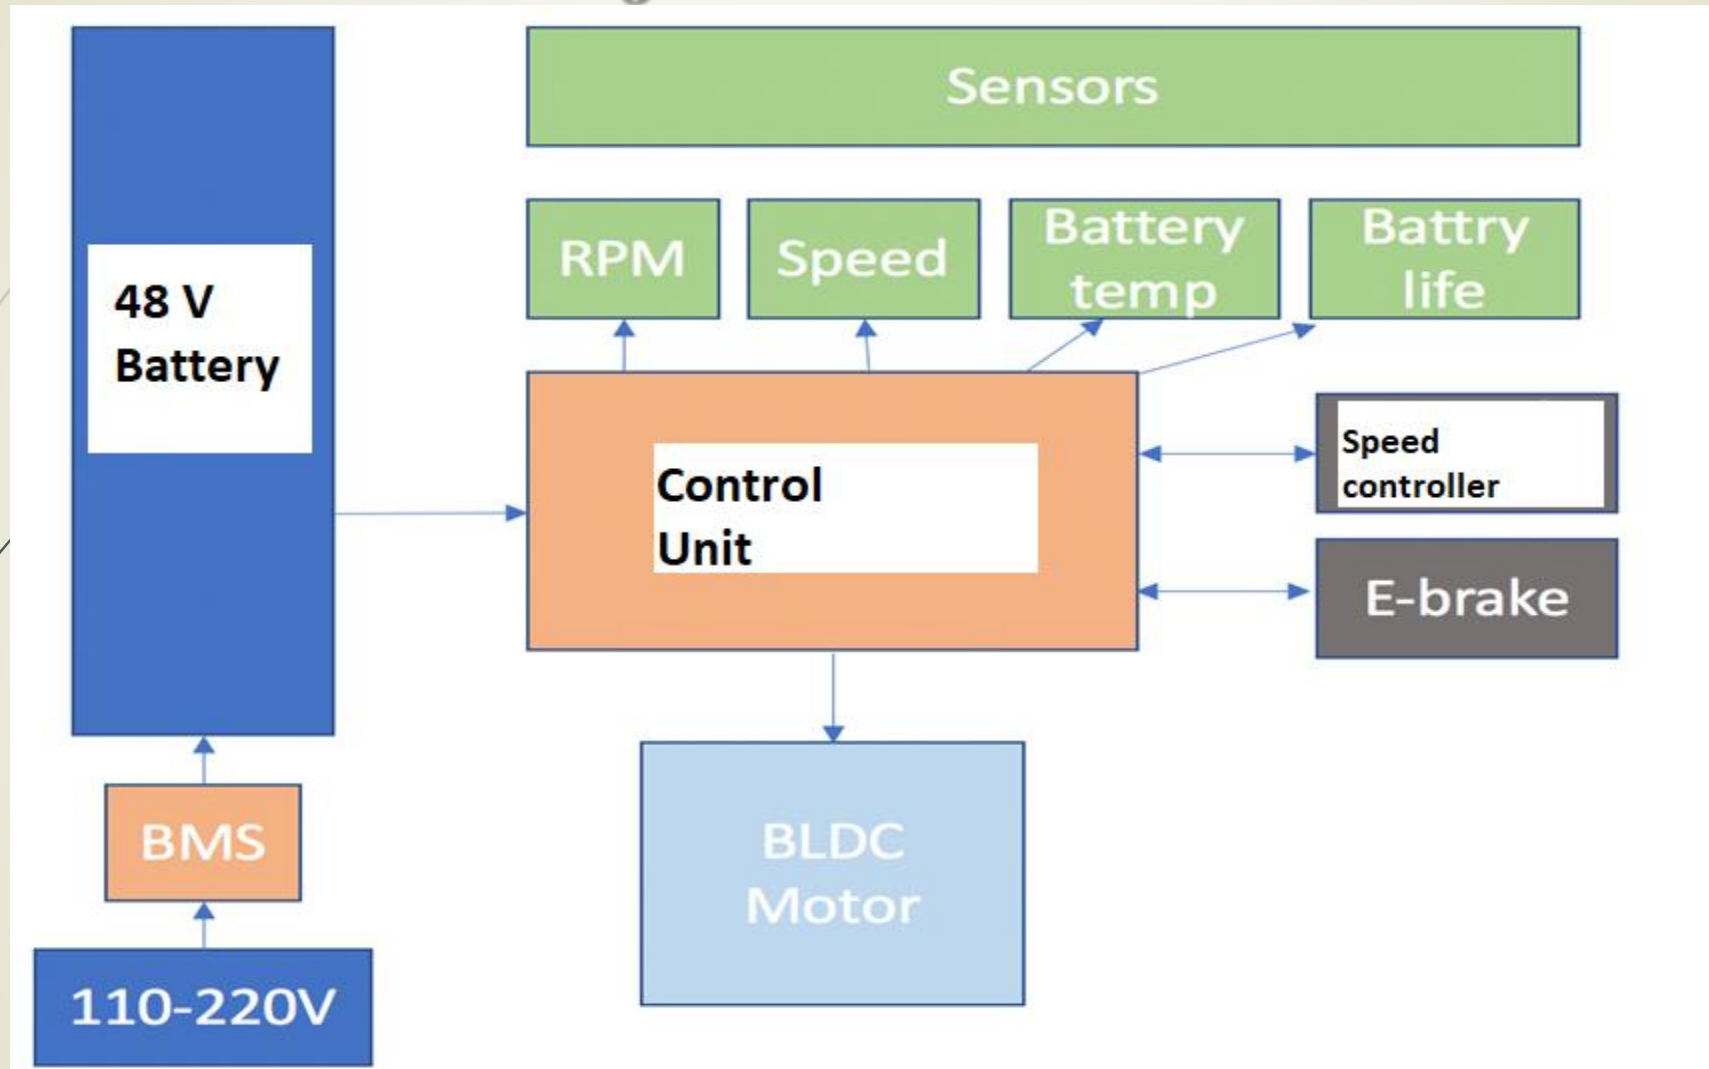 Sensors
RPM
Speed
Battery
temp
Battry
life
48 V
Battery
Control
Unit
Speed
controller
E-brake
BMS
BLDC
Motor
110-220V